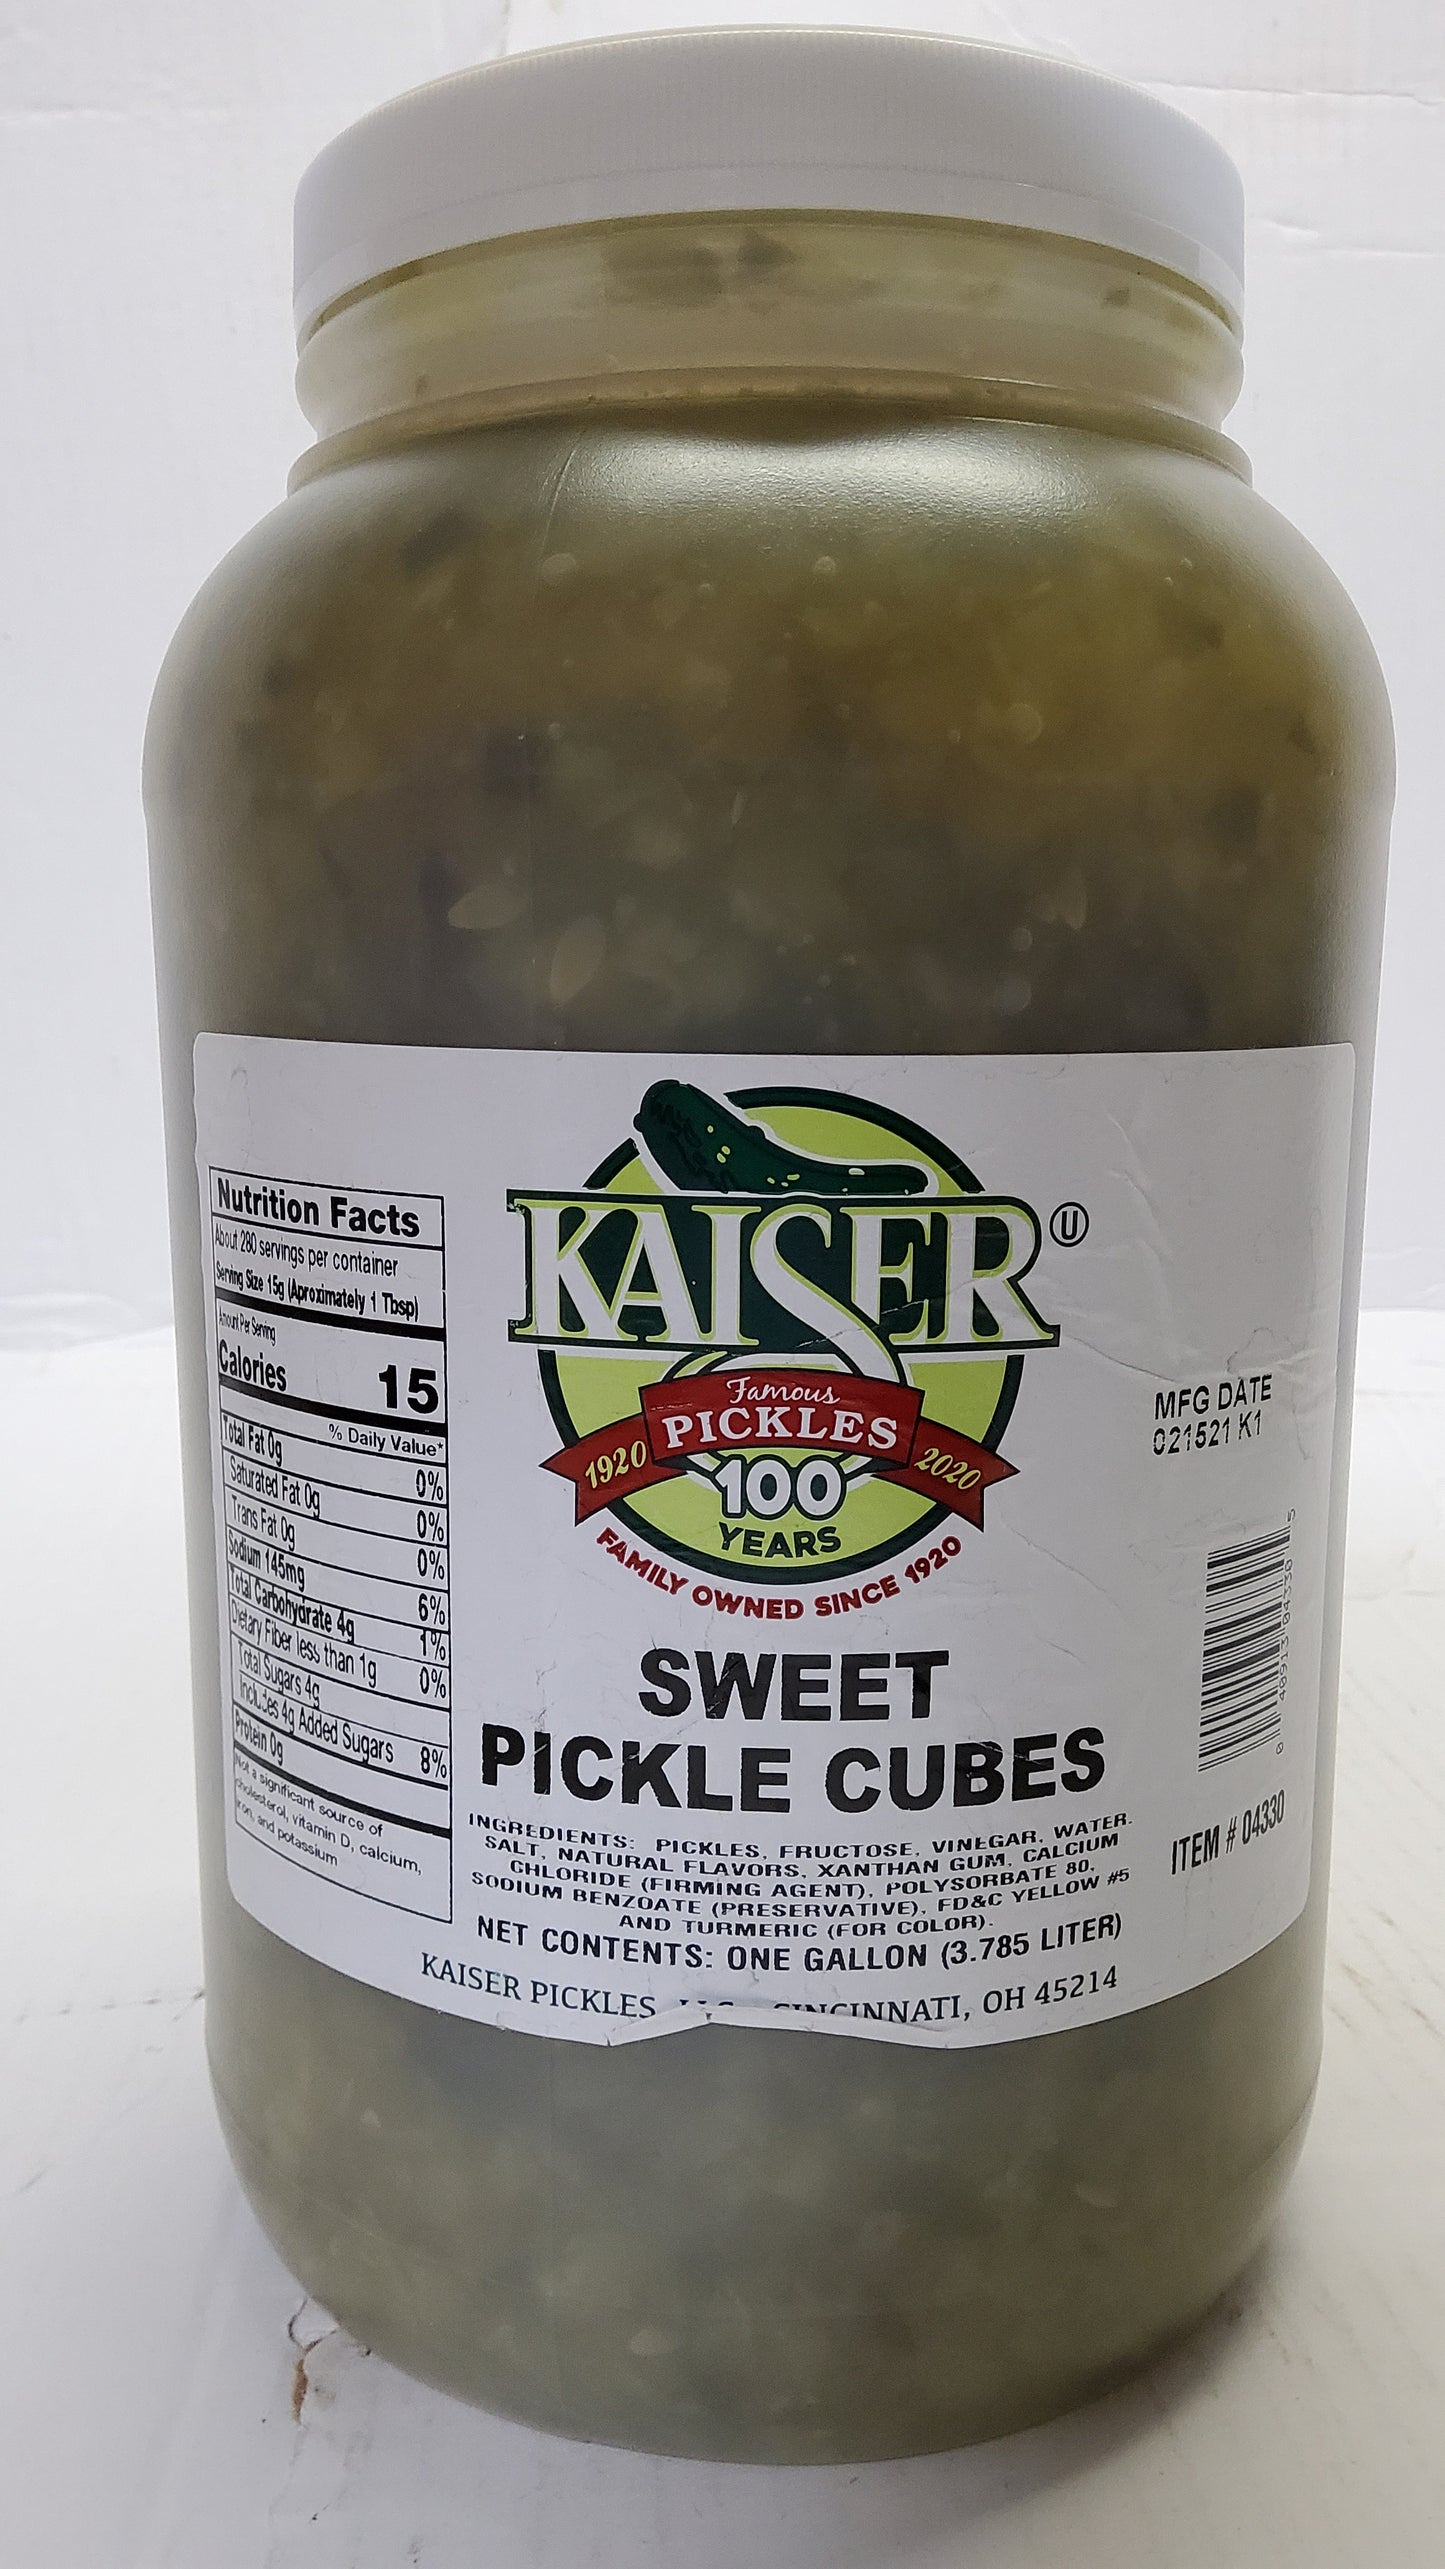 KAISER Ⓤ
Famous
PICKLES
1920 2020
100
YEARS
FAMILY OWNED SINCE 1920
SWEET
PICKLE CUBES
INGREDIENTS: PICKLES, FRUCTOSE, VINEGAR, WATER.
SALT, NATURAL FLAVORS, XANTHAN GUM, CALCIUM
CHLORIDE (FIRMING AGENT), POLYSORBATE 80,
SODIUM BENZOATE (PRESERVATIVE), FD&C YELLOW #5
AND TURMERIC (FOR COLOR).
NET CONTENTS: ONE GALLON (3.785 LITER)
KAISER PICKLES, LLC CINCINNATI, OH 45214
Nutrition Facts
About 280 servings per container
Serving Size 15g (Aproximately 1 Tbsp)
Amount Per Serving
Calories 15
% Daily Value*
Total Fat 0g 0%
Saturated Fat 0g 0%
Trans Fat 0g 0%
Sodium 145mg 6%
Total Carbohydrate 4g 1%
Dietary Fiber less than 1g 0%
Total Sugars 4g
Includes 4g Added Sugars 8%
Protein 0g
Not a significant source of
cholesterol, vitamin D, calcium,
iron, and potassium
MFG DATE
021521 K1
0 40913 04330 5
ITEM # 04330